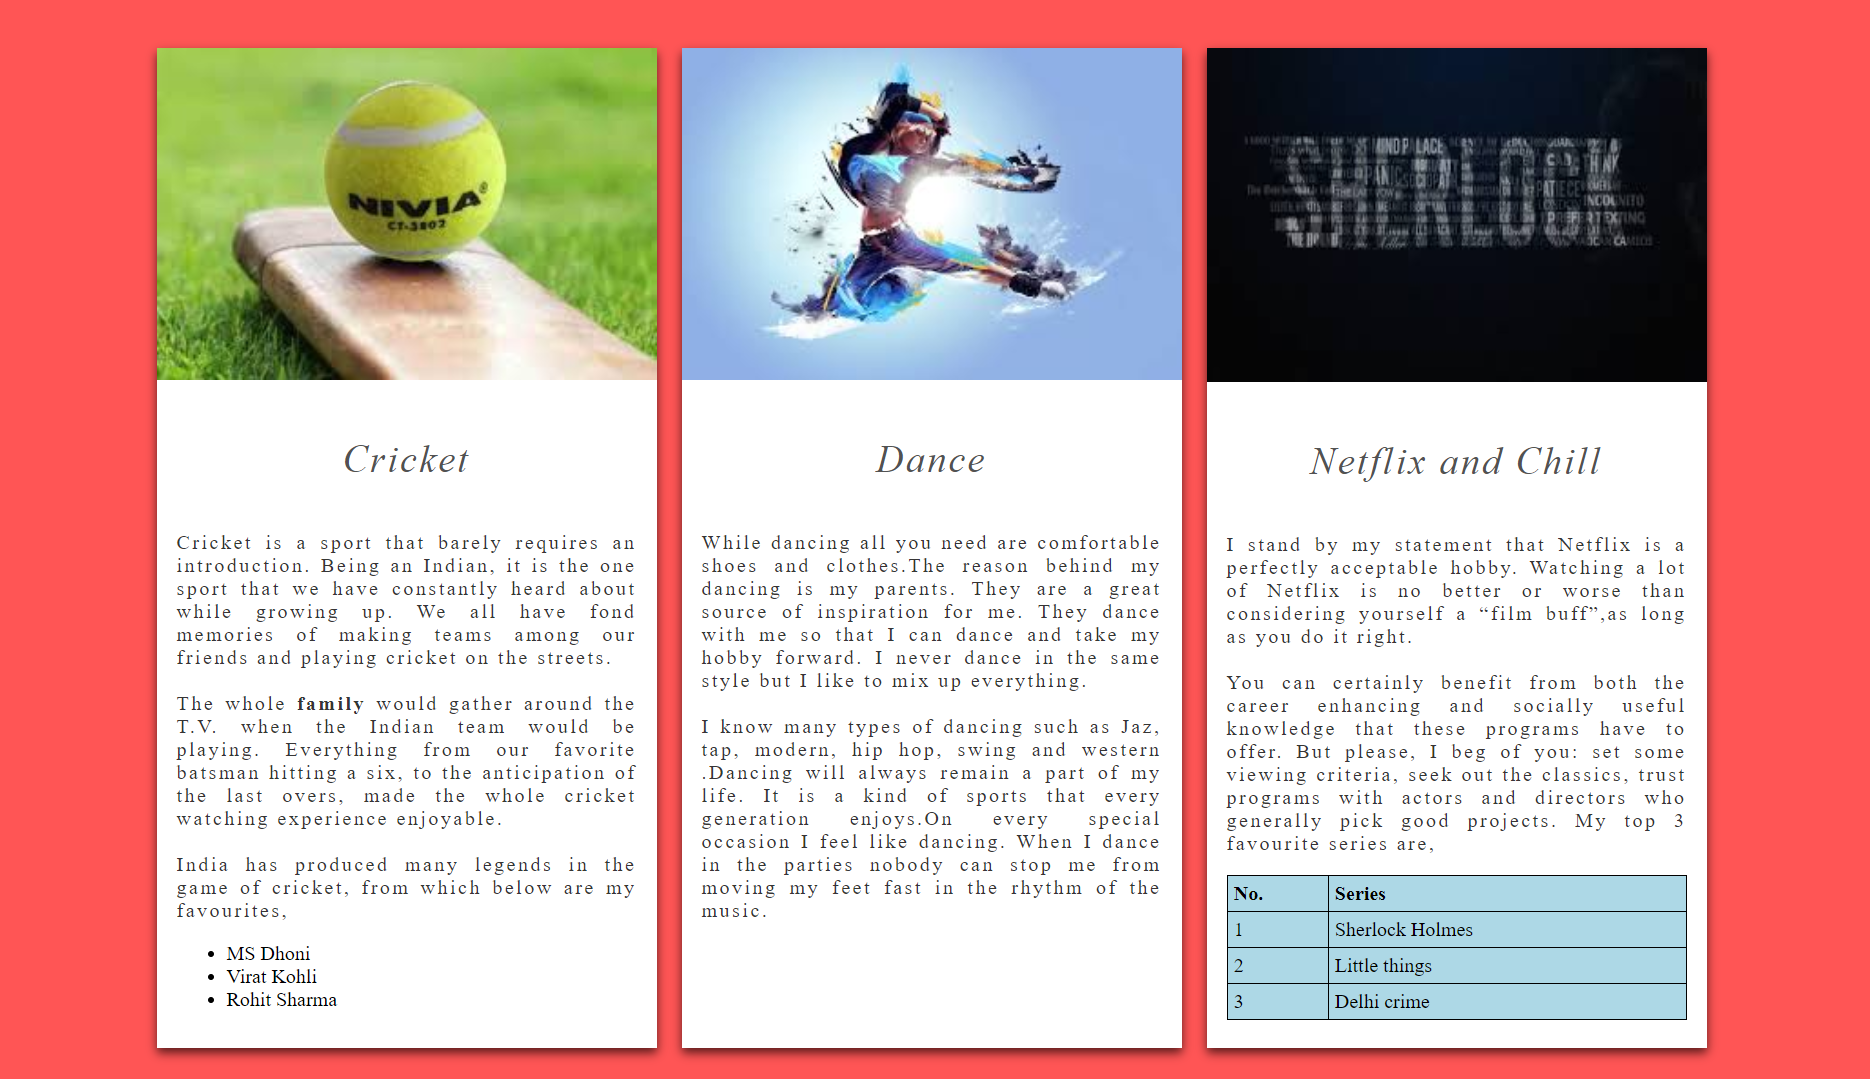 NIVIA®
CT-3802
MIND PALACE
PANIC SOCIOPAT
SHERLOCK
THINK
PATIECE
INCOGNITO
I PREFER TEXTING
Cricket
Cricket is a sport that barely requires an
introduction. Being an Indian, it is the one
sport that we have constantly heard about
while growing up. We all have fond
memories of making teams among our
friends and playing cricket on the streets.
The whole family would gather around the
T.V. when the Indian team would be
playing. Everything from our favorite
batsman hitting a six, to the anticipation of
the last overs, made the whole cricket
watching experience enjoyable.
India has produced many legends in the
game of cricket, from which below are my
favourites,
• MS Dhoni
• Virat Kohli
• Rohit Sharma
Dance
While dancing all you need are comfortable
shoes and clothes.The reason behind my
dancing is my parents. They are a great
source of inspiration for me. They dance
with me so that I can dance and take my
hobby forward. I never dance in the same
style but I like to mix up everything.
I know many types of dancing such as Jaz,
tap, modern, hip hop, swing and western
.Dancing will always remain a part of my
life. It is a kind of sports that every
generation enjoys.On every special
occasion I feel like dancing. When I dance
in the parties nobody can stop me from
moving my feet fast in the rhythm of the
music.
Netflix and Chill
I stand by my statement that Netflix is a
perfectly acceptable hobby. Watching a lot
of Netflix is no better or worse than
considering yourself a “film buff”,as long
as you do it right.
You can certainly benefit from both the
career enhancing and socially useful
knowledge that these programs have to
offer. But please, I beg of you: set some
viewing criteria, seek out the classics, trust
programs with actors and directors who
generally pick good projects. My top 3
favourite series are,
No. Series
1 Sherlock Holmes
2 Little things
3 Delhi crime